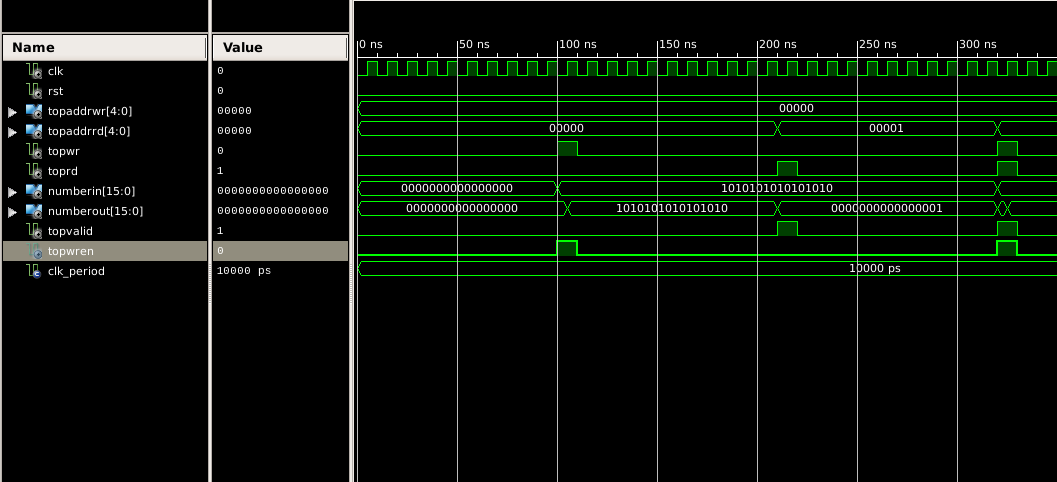 Name Value 0 ns 50 ns 100 ns 150 ns 200 ns 250 ns 300 ns
clk 0
rst 0
topaddrwr[4:0] 00000 00000
topaddrrd[4:0] 00000 00000 00001
topwr 0
toprd 1
numberin[15:0] 0000000000000000 0000000000000000 1010101010101010
numberout[15:0] 0000000000000000 0000000000000000 1010101010101010 0000000000000001
topvalid 1
topwren 0
clk_period 10000 ps 10000 ps